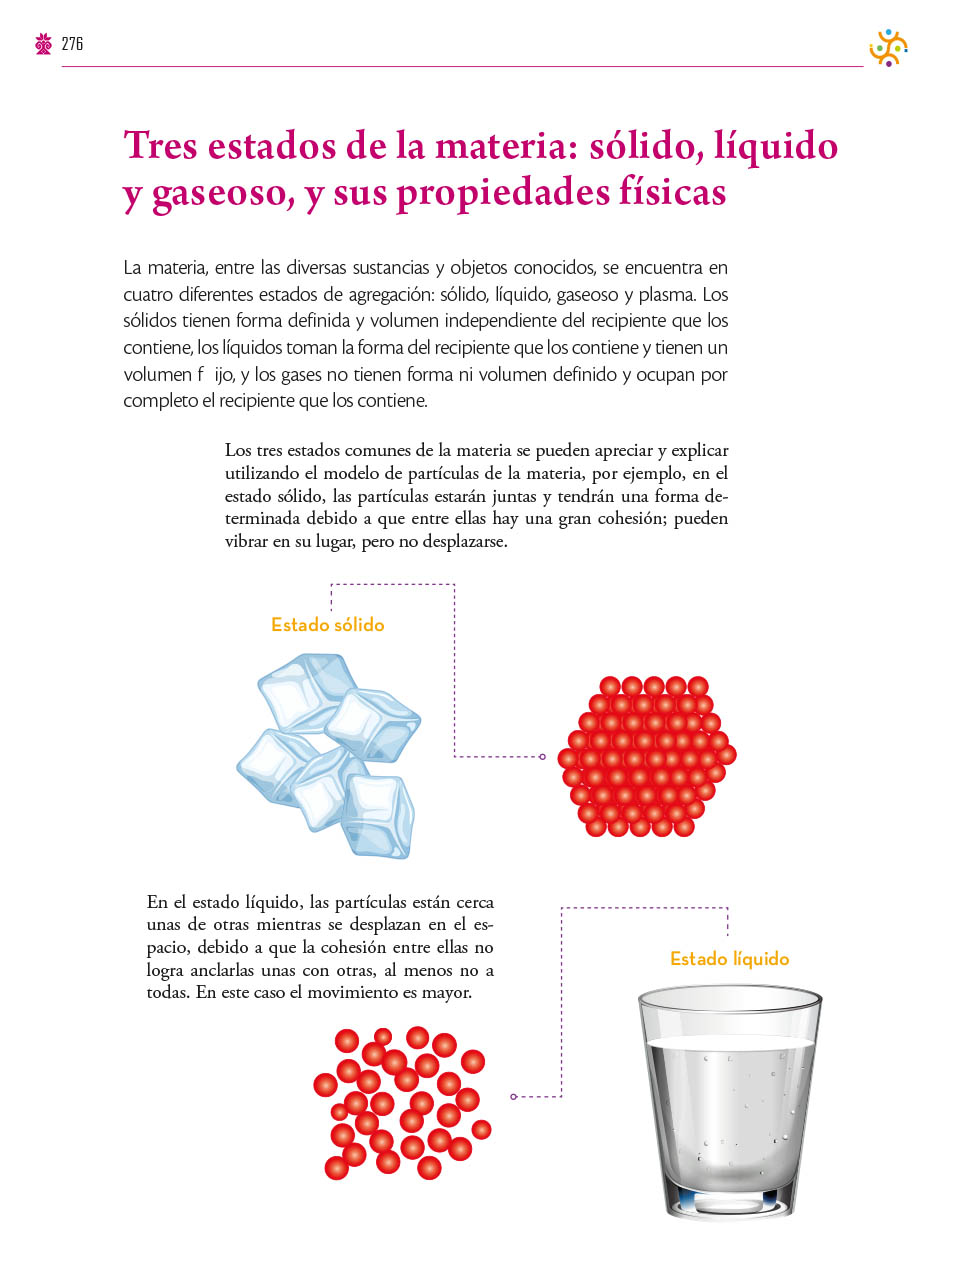 276
Tres estados de la materia: sólido, líquido
y gaseoso, y sus propiedades físicas
La materia, entre las diversas sustancias y objetos conocidos, se encuentra en
cuatro diferentes estados de agregación: sólido, líquido, gaseoso y plasma. Los
sólidos tienen forma definida y volumen independiente del recipiente que los
contiene, los líquidos toman la forma del recipiente que los contiene y tienen un
volumen f ijo, y los gases no tienen forma ni volumen definido y ocupan por
completo el recipiente que los contiene.
Los tres estados comunes de la materia se pueden apreciar y explicar
utilizando el modelo de partículas de la materia, por ejemplo, en el
estado sólido, las partículas estarán juntas y tendrán una forma de-
terminada debido a que entre ellas hay una gran cohesión; pueden
vibrar en su lugar, pero no desplazarse.
Estado sólido
En el estado líquido, las partículas están cerca
unas de otras mientras se desplazan en el es-
pacio, debido a que la cohesión entre ellas no
logra anclarlas unas con otras, al menos no a
todas. En este caso el movimiento es mayor.
Estado líquido